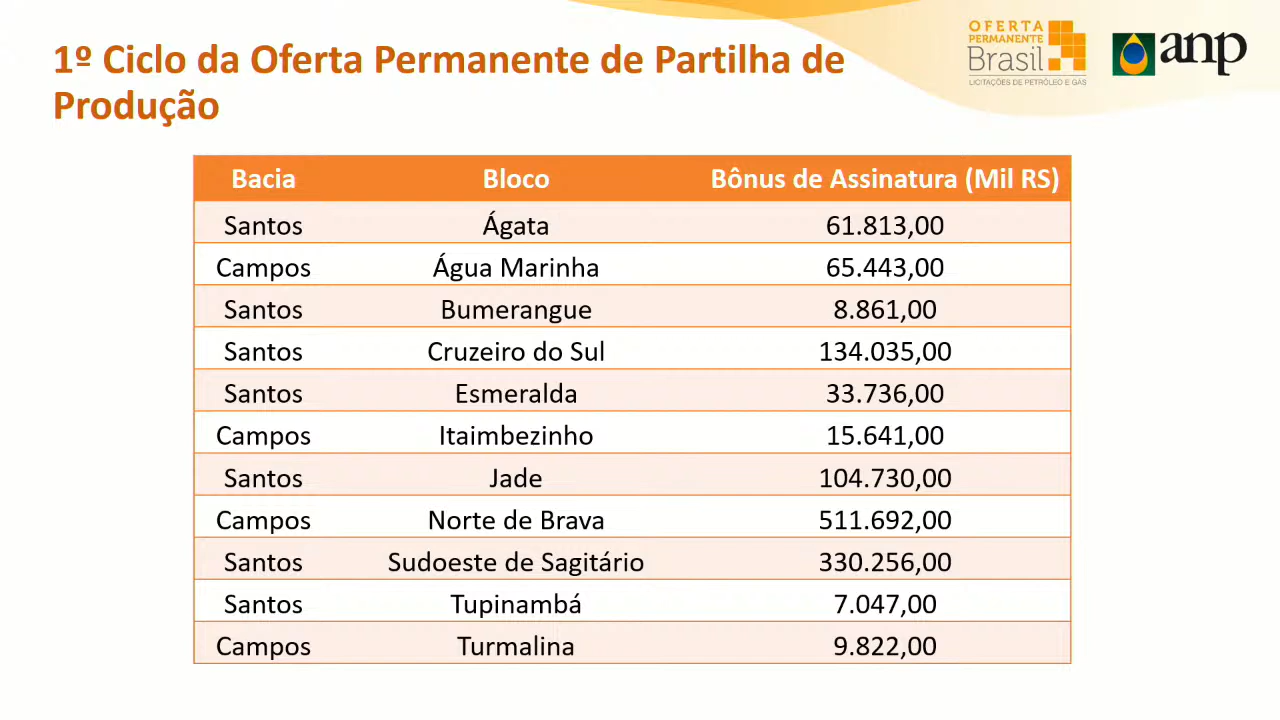 1º Ciclo da Oferta Permanente de Partilha de
Produção
OFERTA
PERMANENTE
Brasil
LICITAÇÕES DE PETRÓLEO E GÁS
anp
Bacia Bloco Bônus de Assinatura (Mil RS)
Santos Ágata 61.813,00
Campos Água Marinha 65.443,00
Santos Bumerangue 8.861,00
Santos Cruzeiro do Sul 134.035,00
Santos Esmeralda 33.736,00
Campos Itaimbezinho 15.641,00
Santos Jade 104.730,00
Campos Norte de Brava 511.692,00
Santos Sudoeste de Sagitário 330.256,00
Santos Tupinambá 7.047,00
Campos Turmalina 9.822,00